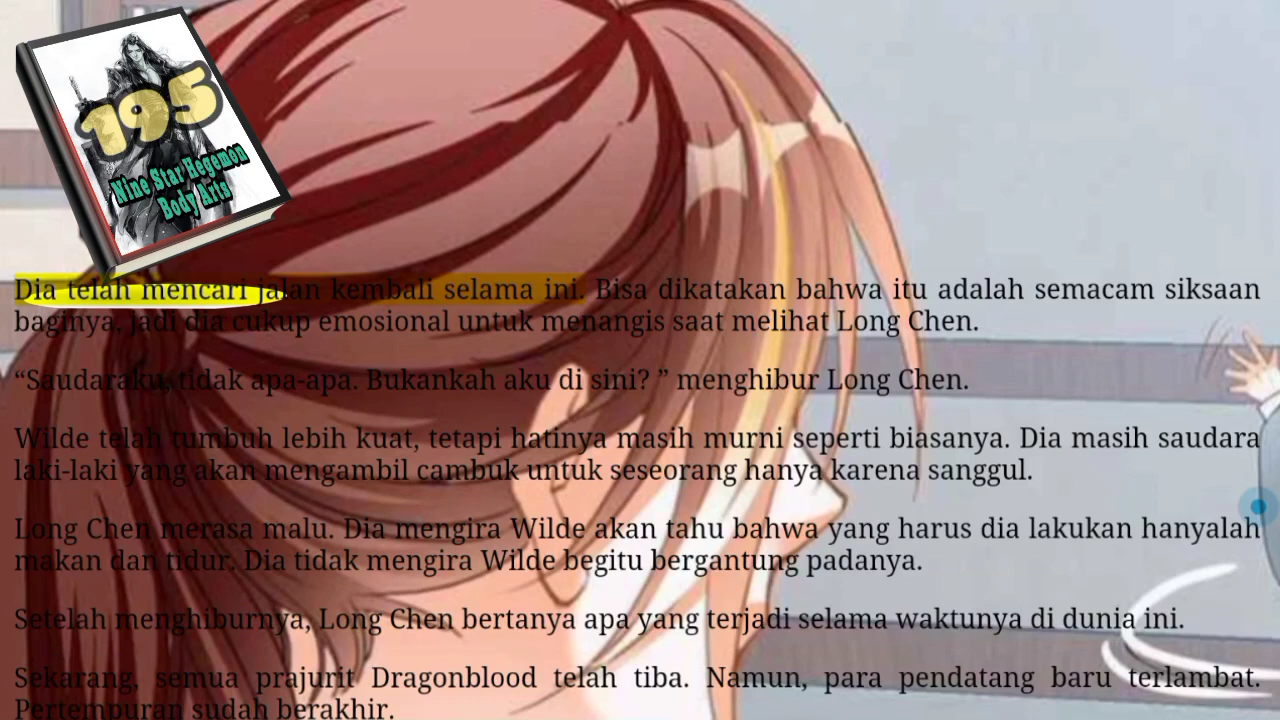 195
Nine Star Hegemon
Body Arts
Dia telah mencari jalan kembali selama ini. Bisa dikatakan bahwa itu adalah semacam siksaan
baginya, jadi dia cukup emosional untuk menangis saat melihat Long Chen.
“Saudaraku, tidak apa-apa. Bukankah aku di sini? ” menghibur Long Chen.
Wilde telah tumbuh lebih kuat, tetapi hatinya masih murni seperti biasanya. Dia masih saudara
laki-laki yang akan mengambil cambuk untuk seseorang hanya karena sanggul.
Long Chen merasa malu. Dia mengira Wilde akan tahu bahwa yang harus dia lakukan hanyalah
makan dan tidur. Dia tidak mengira Wilde begitu bergantung padanya.
Setelah menghiburnya, Long Chen bertanya apa yang terjadi selama waktunya di dunia ini.
Sekarang, semua prajurit Dragonblood telah tiba. Namun, para pendatang baru terlambat.
Pertempuran sudah berakhir.